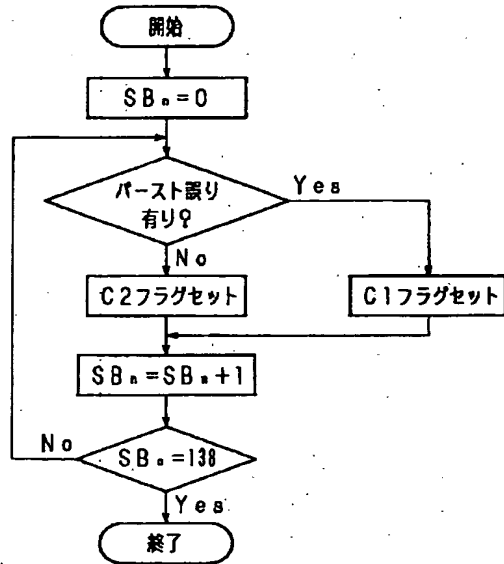 開始
SBn=0
バースト誤り
有り?
Yes
No
C2フラグセット
C1フラグセット
SBn=SBn+1
No
SBn=138
Yes
終了